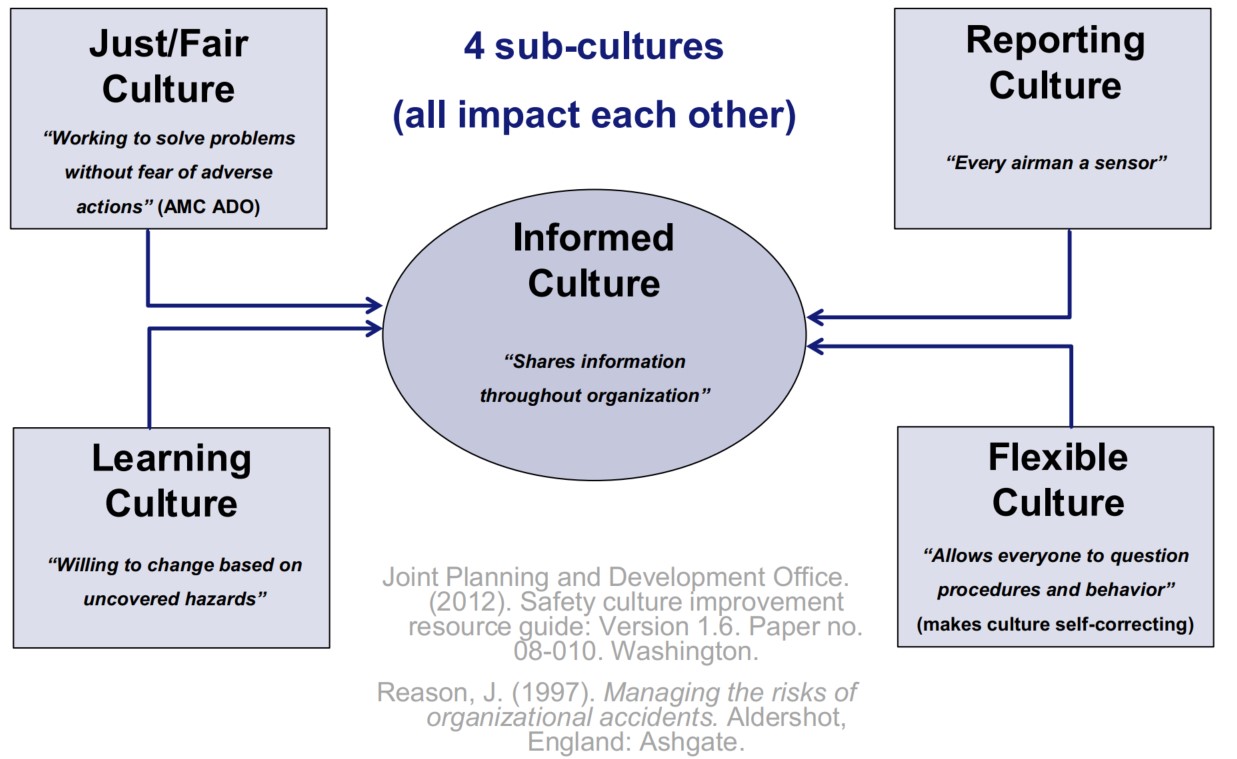 Just/Fair
Culture
“Working to solve problems
without fear of adverse
actions” (AMC ADO)
4 sub-cultures
(all impact each other)
Reporting
Culture
“Every airman a sensor”
Informed
Culture
“Shares information
throughout organization”
Learning
Culture
“Willing to change based on
uncovered hazards”
Flexible
Culture
“Allows everyone to question
procedures and behavior”
(makes culture self-correcting)
Joint Planning and Development Office.
(2012). Safety culture improvement
resource guide: Version 1.6. Paper no.
08-010. Washington.
Reason, J. (1997). Managing the risks of
organizational accidents. Aldershot,
England: Ashgate.